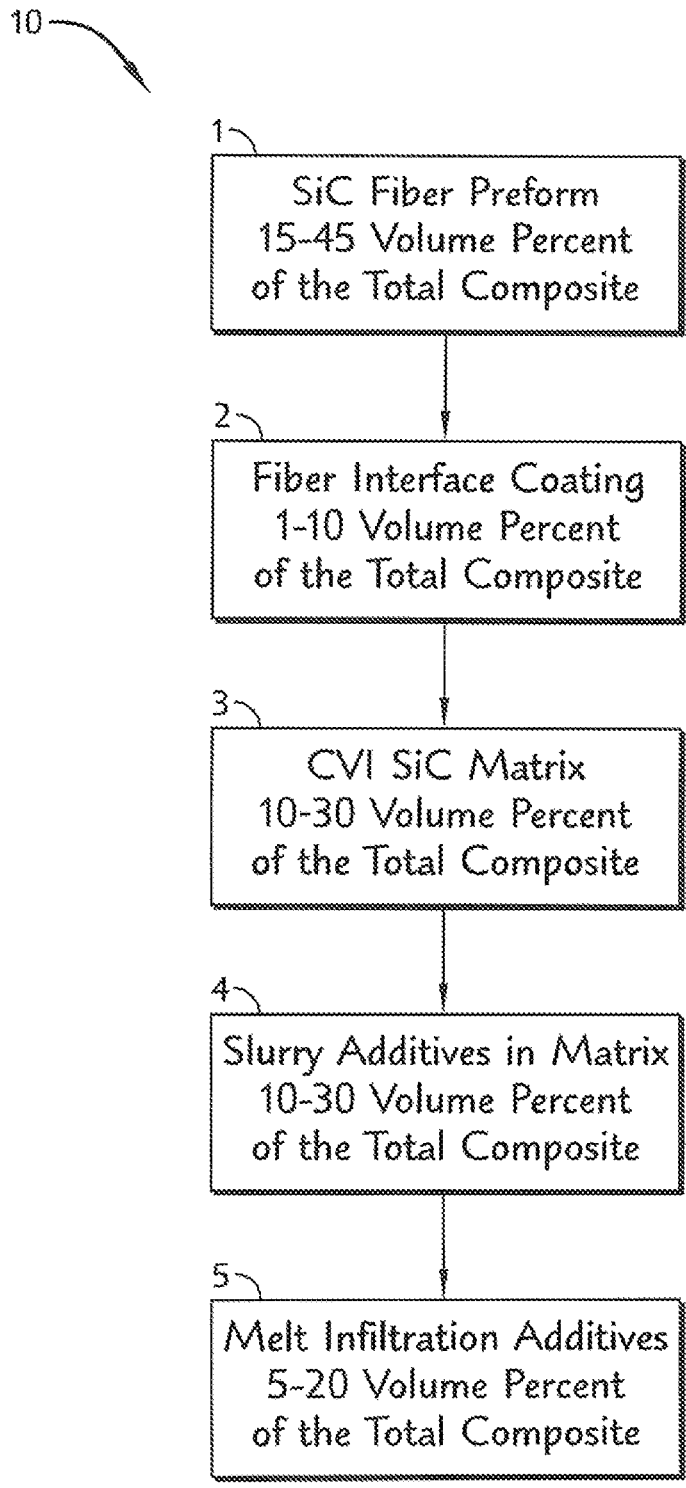 10
1
SiC Fiber Preform
15-45 Volume Percent
of the Total Composite
2
Fiber Interface Coating
1-10 Volume Percent
of the Total Composite
3
CVI SiC Matrix
10-30 Volume Percent
of the Total Composite
4
Slurry Additives in Matrix
10-30 Volume Percent
of the Total Composite
5
Melt Infiltration Additives
5-20 Volume Percent
of the Total Composite